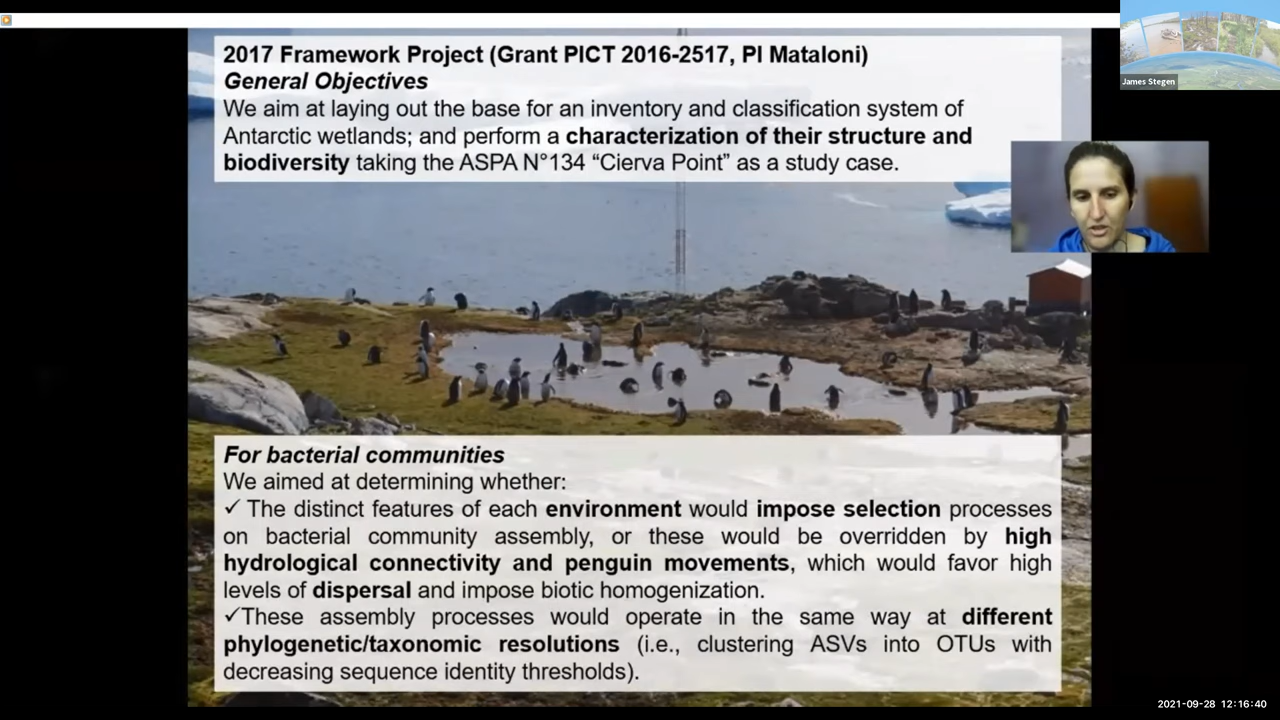 2017 Framework Project (Grant PICT 2016-2517, PI Mataloni)
General Objectives
We aim at laying out the base for an inventory and classification system of
Antarctic wetlands; and perform a characterization of their structure and
biodiversity taking the ASPA N°134 “Cierva Point” as a study case.
James Stegen
For bacterial communities
We aimed at determining whether:
✓ The distinct features of each environment would impose selection processes
on bacterial community assembly, or these would be overridden by high
hydrological connectivity and penguin movements, which would favor high
levels of dispersal and impose biotic homogenization.
✓These assembly processes would operate in the same way at different
phylogenetic/taxonomic resolutions (i.e., clustering ASVs into OTUs with
decreasing sequence identity thresholds).
2021-09-28 12:16:40